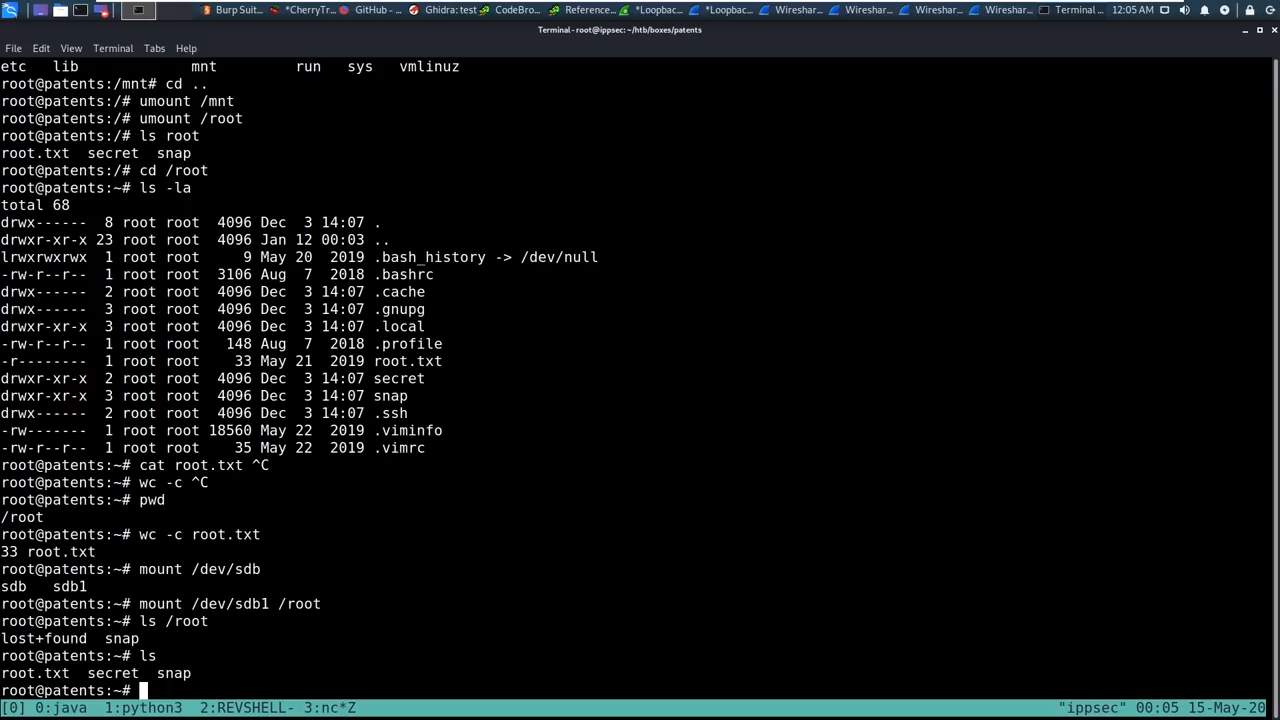 Burp Suit... *CherryTr... GitHub -... Ghidra: test CodeBro... Reference... *Loopbac... *Loopbac... Wireshar... Wireshar... Wireshar... Wireshar... Terminal -... 12:05 AM
Terminal - root@ippsec: ~/htb/boxes/patents
File Edit View Terminal Tabs Help
etc lib mnt run sys vmlinuz
root@patents:/mnt# cd ..
root@patents:/# umount /mnt
root@patents:/# umount /root
root@patents:/# ls root
root.txt secret snap
root@patents:/# cd /root
root@patents:~# ls -la
total 68
drwx------ 8 root root 4096 Dec 3 14:07 .
drwxr-xr-x 23 root root 4096 Jan 12 00:03 ..
lrwxrwxrwx 1 root root 9 May 20 2019 .bash_history -> /dev/null
-rw-r--r-- 1 root root 3106 Aug 7 2018 .bashrc
drwx------ 2 root root 4096 Dec 3 14:07 .cache
drwx------ 3 root root 4096 Dec 3 14:07 .gnupg
drwxr-xr-x 3 root root 4096 Dec 3 14:07 .local
-rw-r--r-- 1 root root 148 Aug 7 2018 .profile
-r-------- 1 root root 33 May 21 2019 root.txt
drwxr-xr-x 2 root root 4096 Dec 3 14:07 secret
drwxr-xr-x 3 root root 4096 Dec 3 14:07 snap
drwx------ 2 root root 4096 Dec 3 14:07 .ssh
-rw------- 1 root root 18560 May 22 2019 .viminfo
-rw-r--r-- 1 root root 35 May 22 2019 .vimrc
root@patents:~# cat root.txt ^C
root@patents:~# wc -c ^C
root@patents:~# pwd
/root
root@patents:~# wc -c root.txt
33 root.txt
root@patents:~# mount /dev/sdb
sdb sdb1
root@patents:~# mount /dev/sdb1 /root
root@patents:~# ls /root
lost+found snap
root@patents:~# ls
root.txt secret snap
root@patents:~#
[0] 0:java 1:python3 2:REVSHELL- 3:nc*Z "ippsec" 00:05 15-May-20